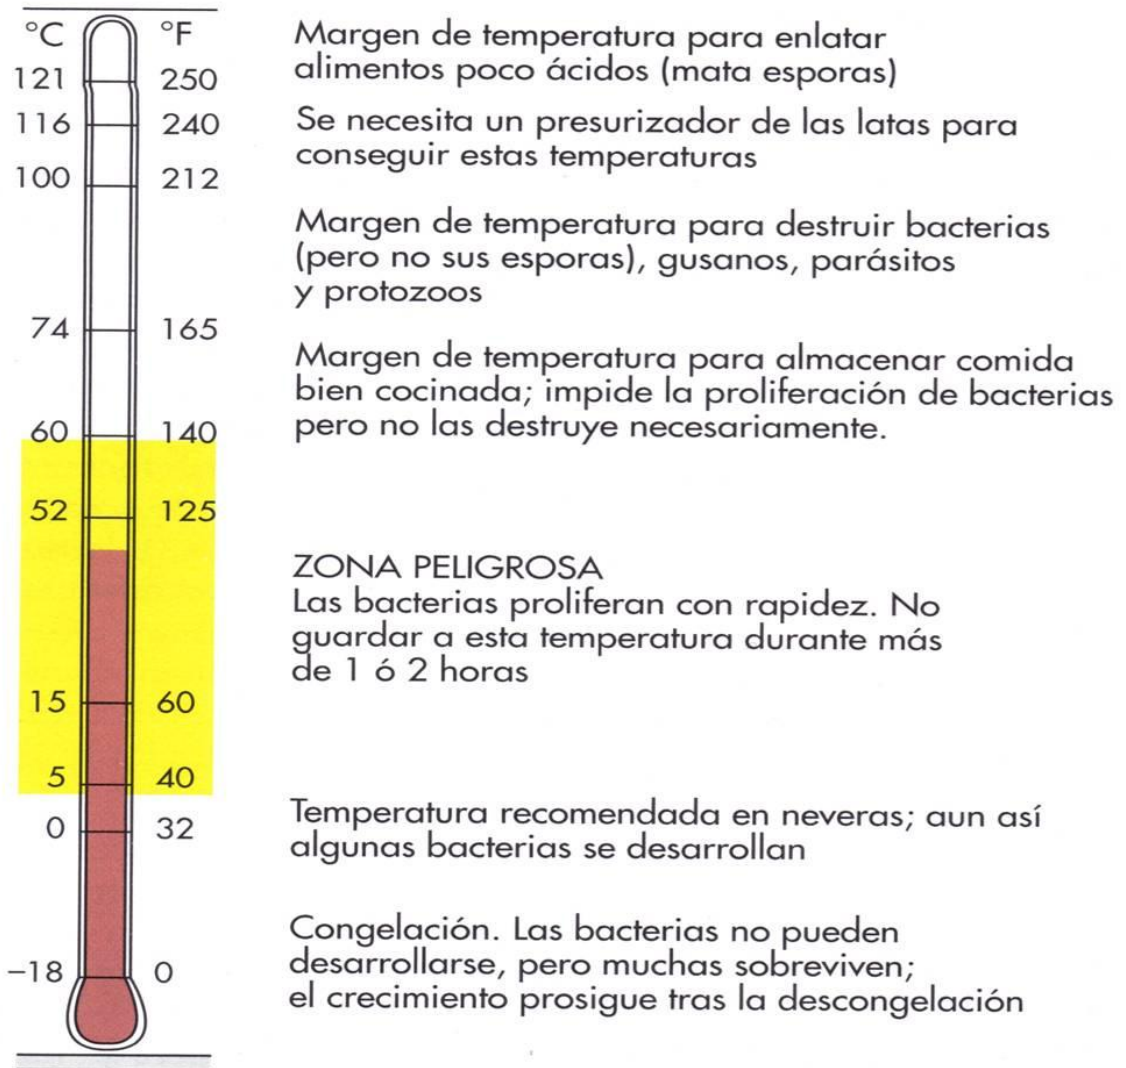 °C °F
Margen de temperatura para enlatar
alimentos poco ácidos (mata esporas)
121 250
116 240
Se necesita un presurizador de las latas para
conseguir estas temperaturas
100 212
Margen de temperatura para destruir bacterias
(pero no sus esporas), gusanos, parásitos
y protozoos
74 165
Margen de temperatura para almacenar comida
bien cocinada; impide la proliferación de bacterias
pero no las destruye necesariamente.
60 140
52 125
ZONA PELIGROSA
Las bacterias proliferan con rapidez. No
guardar a esta temperatura durante más
de 1 ó 2 horas
15 60
5 40
Temperatura recomendada en neveras; aun así
algunas bacterias se desarrollan
0 32
Congelación. Las bacterias no pueden
desarrollarse, pero muchas sobreviven;
el crecimiento prosigue tras la descongelación
–18 0